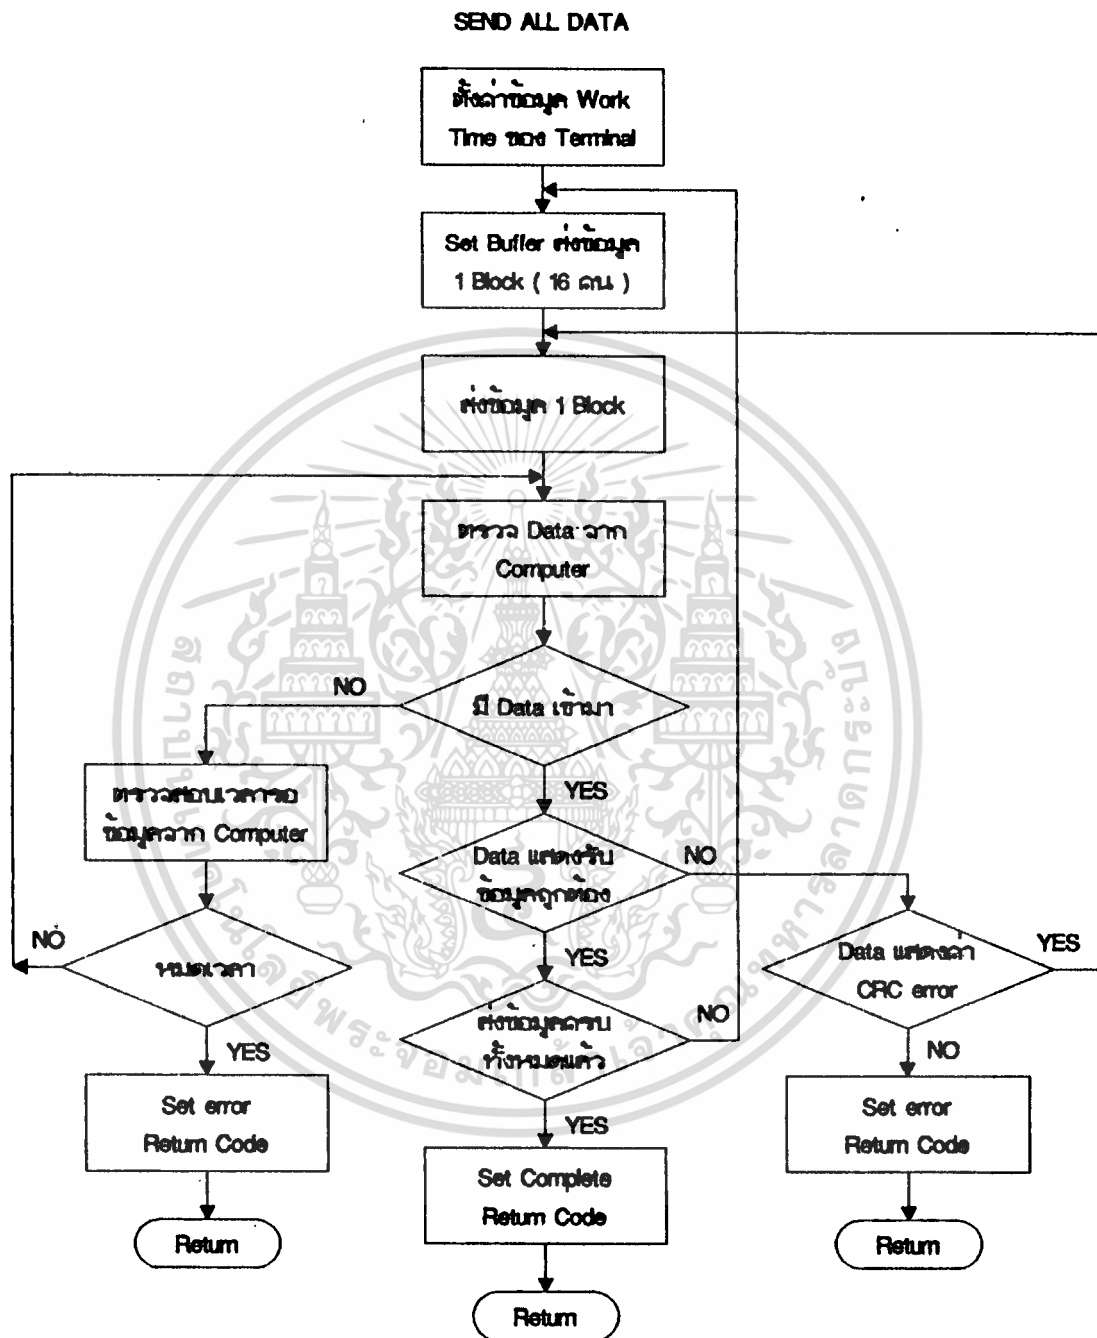 SEND ALL DATA
ตั้งค่าข้อมูล Work
Time ของ Terminal
Set Buffer ส่งข้อมูล
1 Block ( 16 คน )
ส่งข้อมูล 1 Block
ตรวจ Data จาก
Computer
NO
มี Data เข้ามา
YES
ตรวจสอบเวลารอ
ข้อมูลจาก Computer
Data แสดงรับ
ข้อมูลถูกต้อง
NO
NO
หมดเวลา
YES
Data แสดงค่า
CRC error
YES
ส่งข้อมูลครบ
ทั้งหมดแล้ว
NO
YES
NO
YES
Set error
Return Code
Set Complete
Return Code
Set error
Return Code
Return
Return
Return